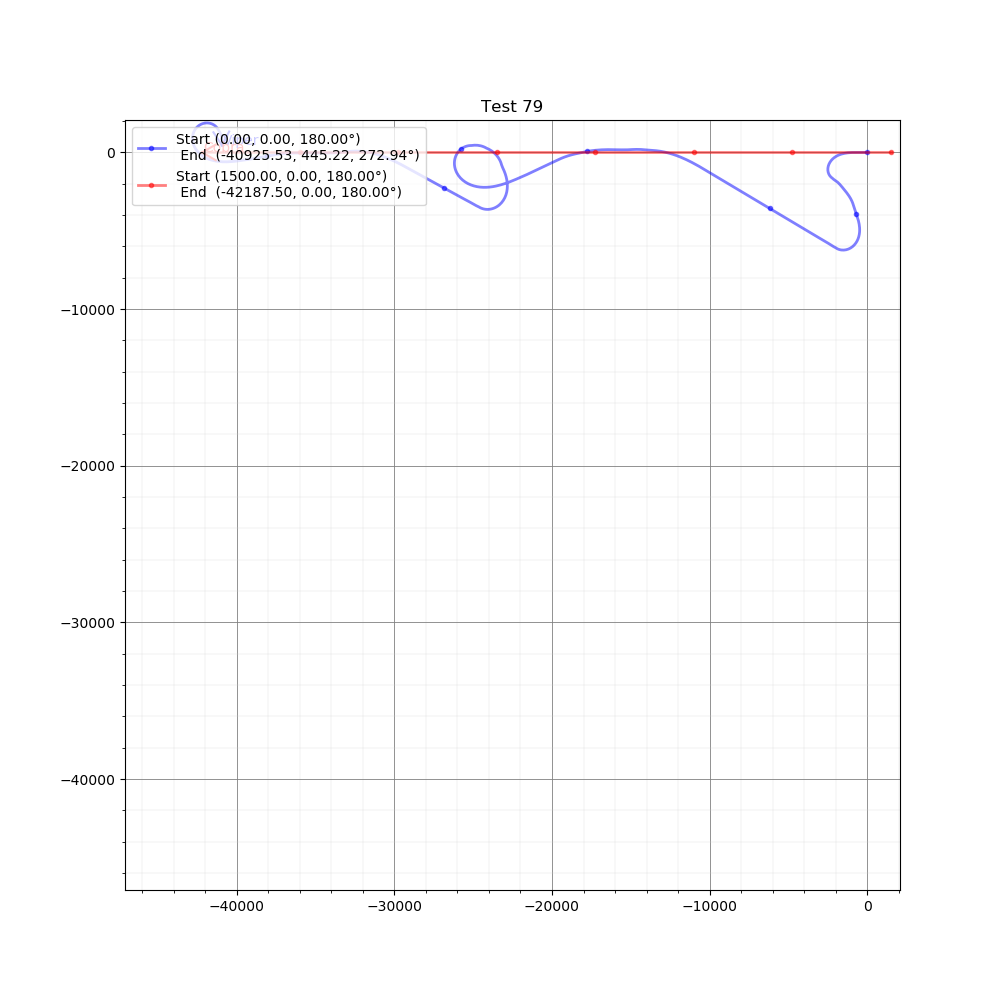 Test 79
Start (0.00, 0.00, 180.00°)
End  (-40925.53, 445.22, 272.94°)
Start (1500.00, 0.00, 180.00°)
End  (-42187.50, 0.00, 180.00°)
0
−10000
−20000
−30000
−40000
−40000
−30000
−20000
−10000
0